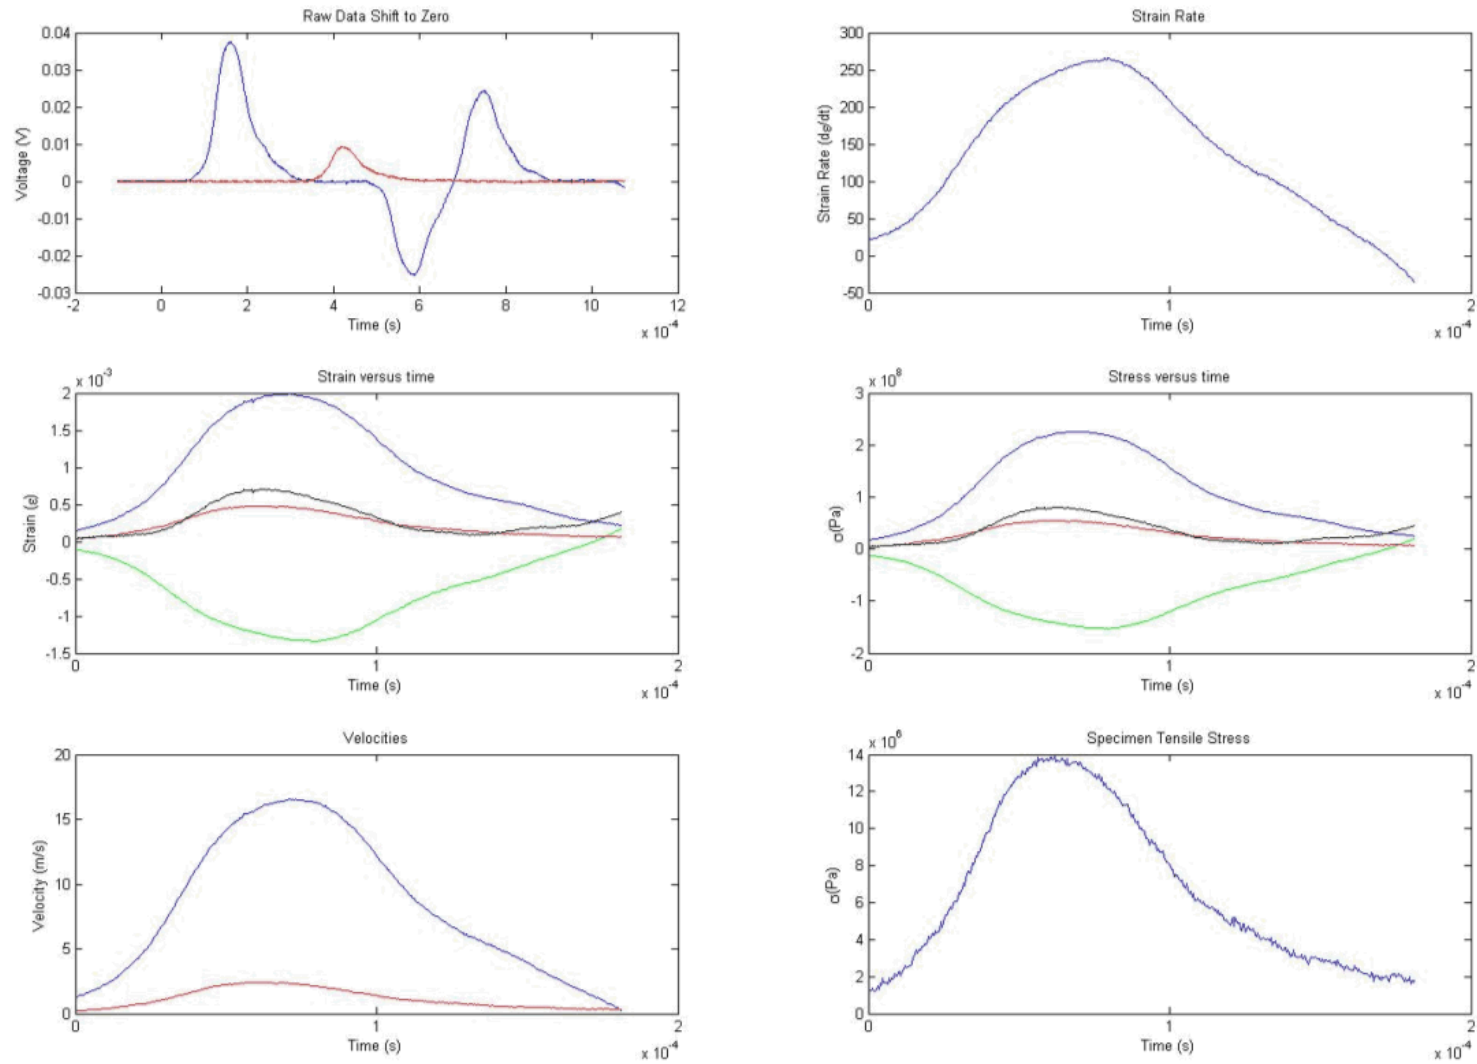 Raw Data Shift to Zero
0.04
0.03
0.02
0.01
0
-0.01
-0.02
-0.03
Voltage (V)
-2 0 2 4 6 8 10 12
Time (s)
x 10^-4
Strain Rate
300
250
200
150
100
50
0
-50
Strain Rate (dε/dt)
0 1 2
Time (s)
x 10^-4
x 10^-3
Strain versus time
2
1.5
1
0.5
0
-0.5
-1
-1.5
Strain (ε)
0 1 2
Time (s)
x 10^-4
x 10^8
Stress versus time
3
2
1
0
-1
-2
σ(Pa)
0 1 2
Time (s)
x 10^-4
Velocities
20
15
10
5
0
Velocity (m/s)
0 1 2
Time (s)
x 10^-4
x 10^6
Specimen Tensile Stress
14
12
10
8
6
4
2
0
σ(Pa)
0 1 2
Time (s)
x 10^-4